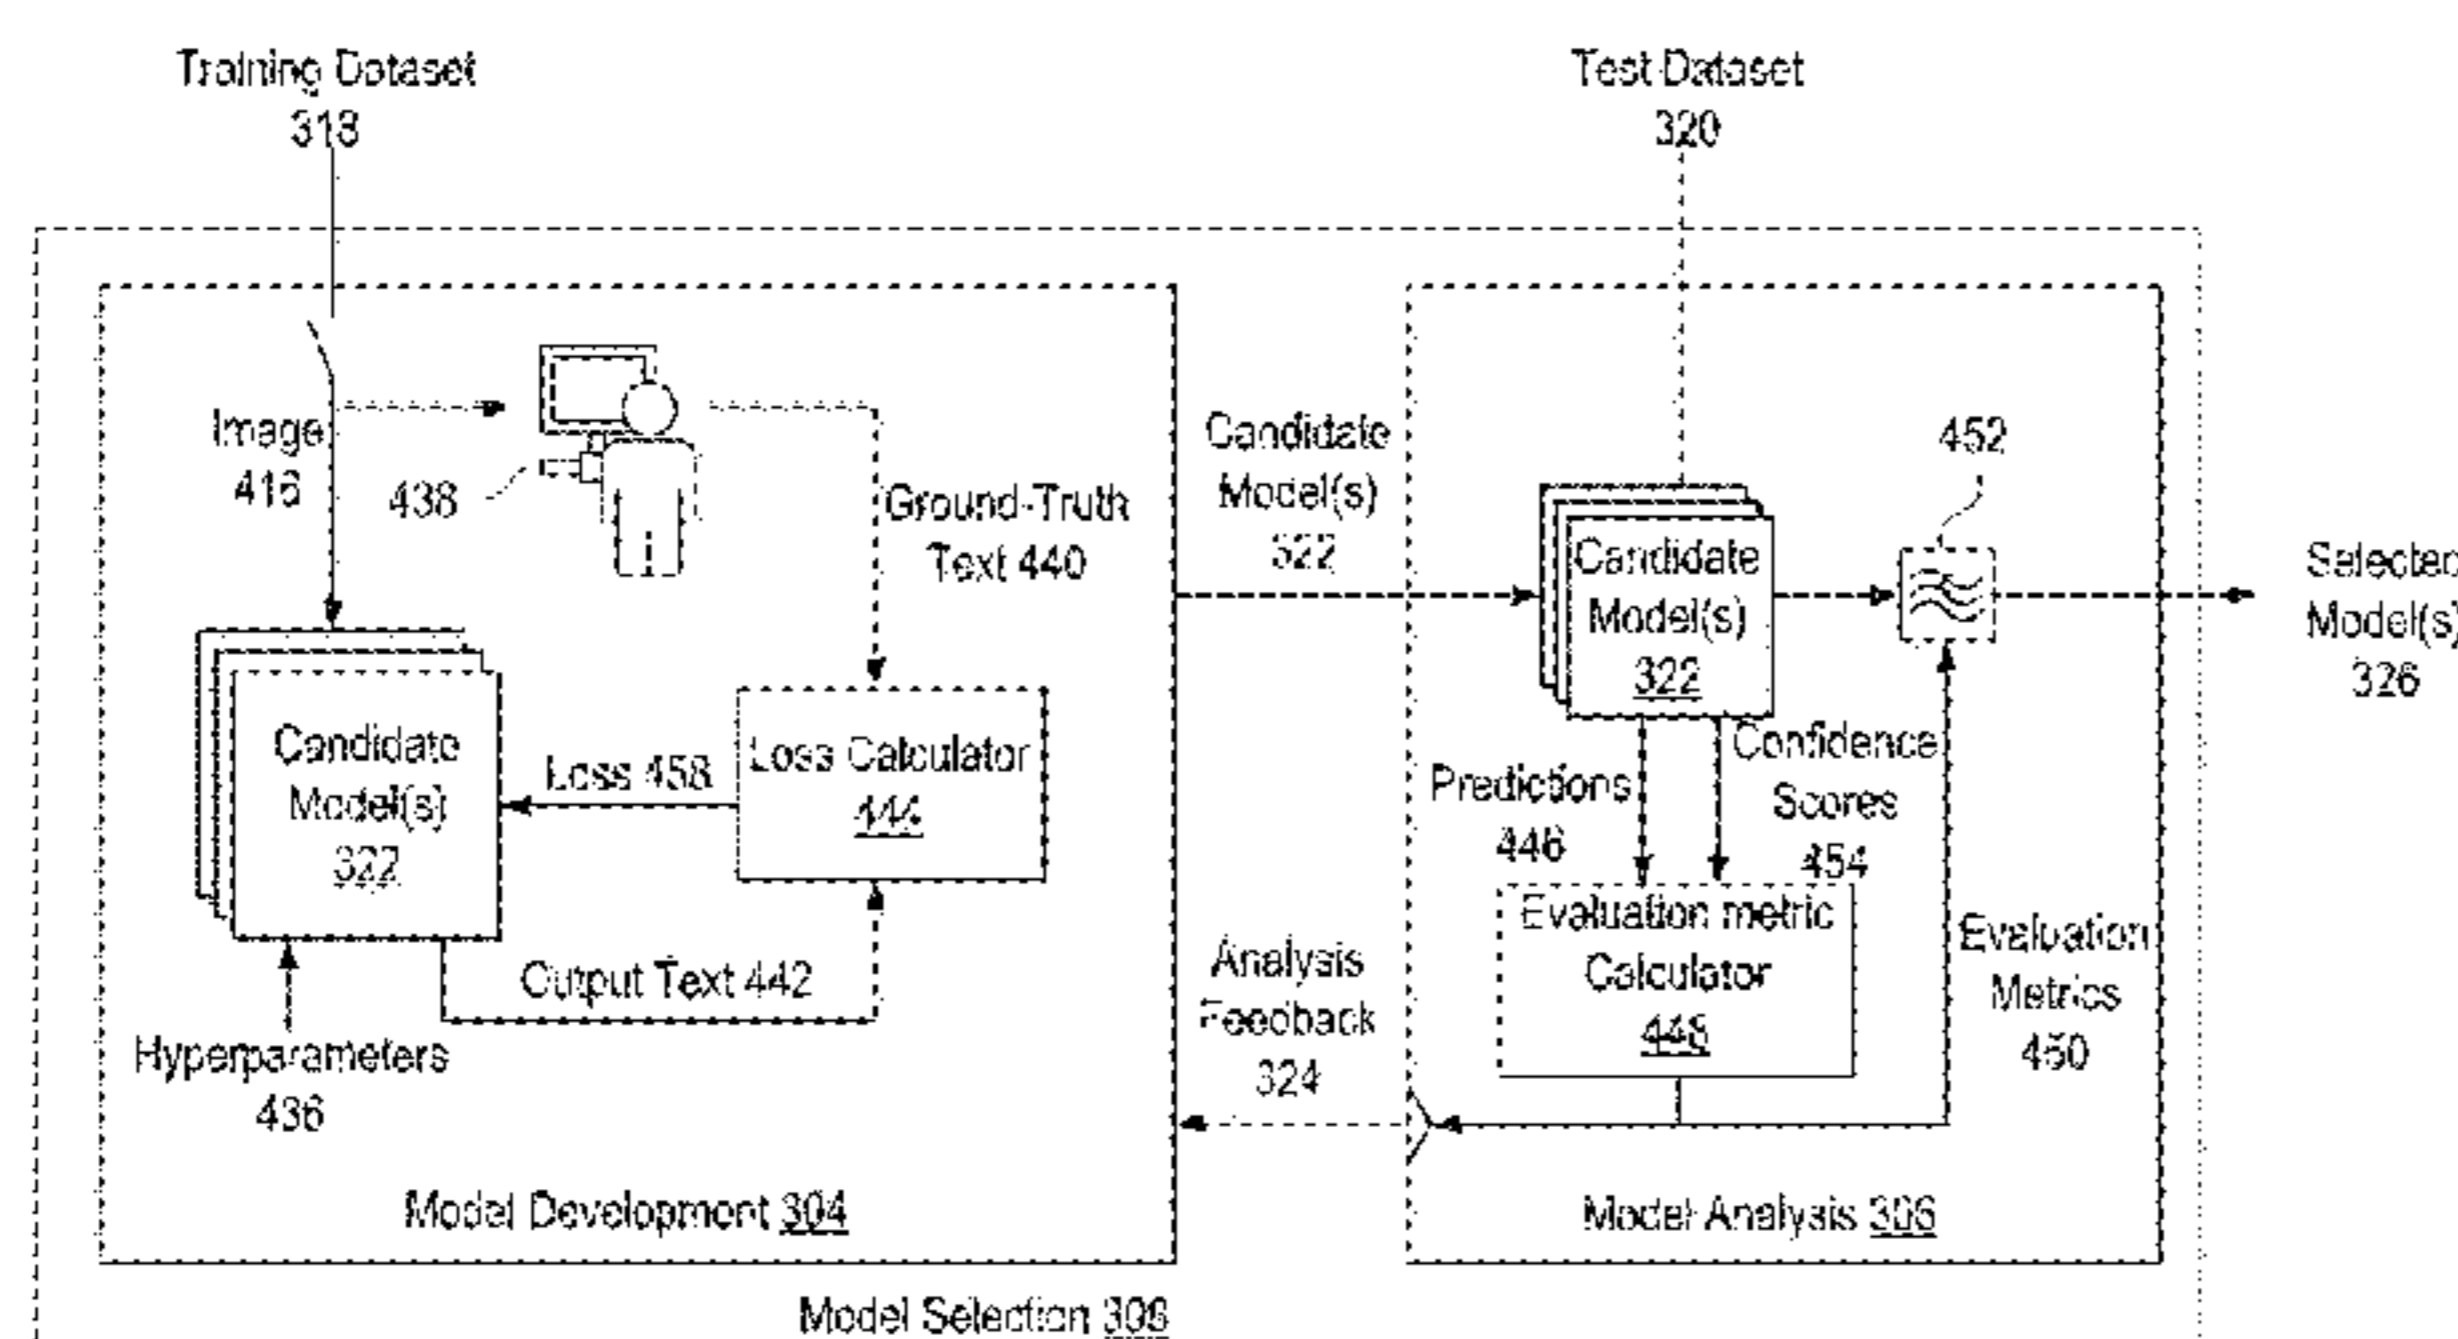 Training Dataset
318
Test Dataset
320
Image
416
438
Ground-Truth
Text 440
Candidate
Model(s)
322
Candidate
Model(s)
322
452
Selected
Model(s)
326
Candidate
Model(s)
322
Loss 458
Loss Calculator
444
Predictions
446
Confidence
Scores
454
Output Text 442
Hyperparameters
436
Analysis
Feedback
324
Evaluation metric
Calculator
448
Evaluation
Metrics
450
Model Development 304
Model Analysis 306
Model Selection